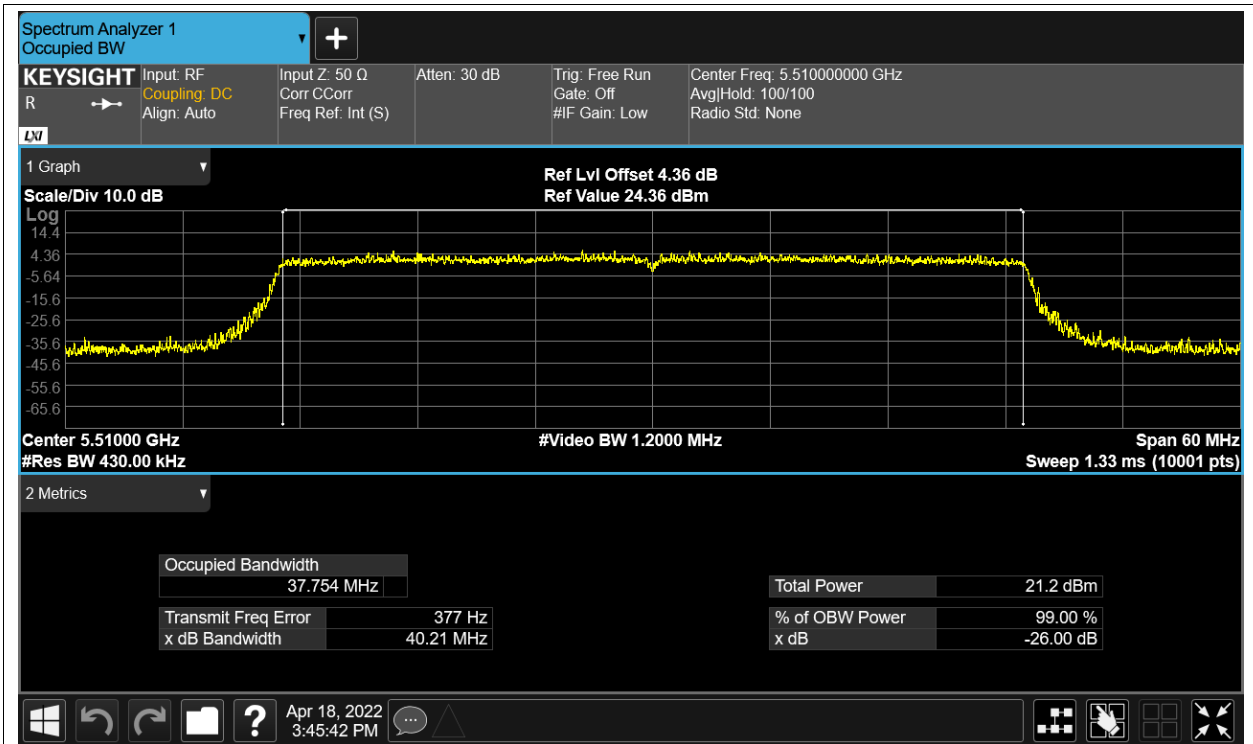 Spectrum Analyzer 1
Occupied BW
KEYSIGHT Input: RF Input Z: 50 Ω Atten: 30 dB Trig: Free Run Center Freq: 5.510000000 GHz
R Coupling: DC Corr CCorr Gate: Off Avg|Hold: 100/100
Align: Auto Freq Ref: Int (S) #IF Gain: Low Radio Std: None
LXI
1 Graph
Ref Lvl Offset 4.36 dB
Scale/Div 10.0 dB Ref Value 24.36 dBm
Log
14.4
4.36
-5.64
-15.6
-25.6
-35.6
-45.6
-55.6
-65.6
Center 5.51000 GHz #Video BW 1.2000 MHz Span 60 MHz
#Res BW 430.00 kHz Sweep 1.33 ms (10001 pts)
2 Metrics
Occupied Bandwidth
37.754 MHz Total Power 21.2 dBm
Transmit Freq Error 377 Hz % of OBW Power 99.00 %
x dB Bandwidth 40.21 MHz x dB -26.00 dB
? Apr 18, 2022
3:45:42 PM